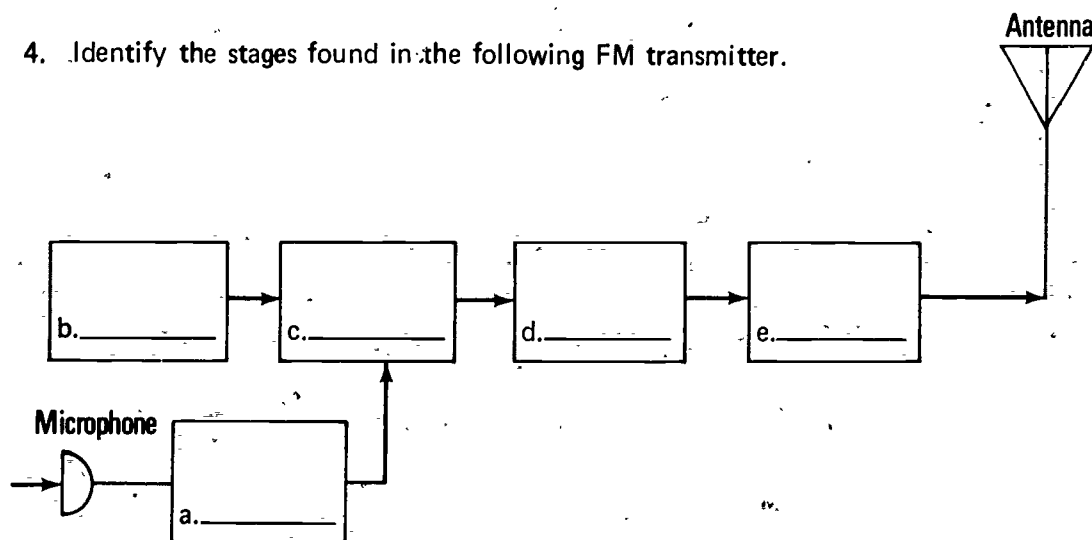 Antenna
4. Identify the stages found in the following FM transmitter.
b.
c.
d.
e.
Microphone
a.